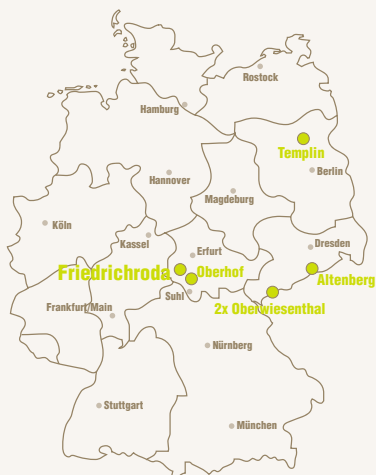 Rostock
Hamburg
Templin
Berlin
Hannover
Magdeburg
Köln
Kassel
Erfurt
Dresden
Friedrichroda
Oberhof
Altenberg
Suhl
2x Oberwiesenthal
Frankfurt/Main
Nürnberg
Stuttgart
München